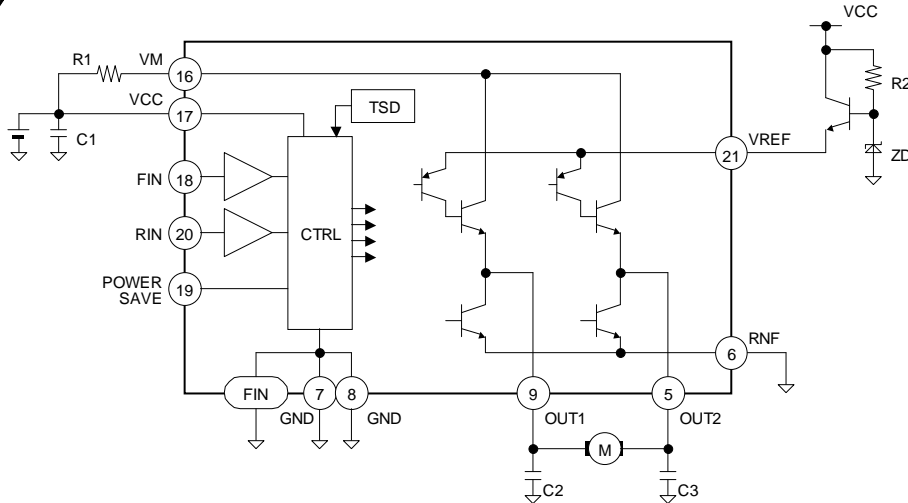 VCC
R1
VM
16
R2
VCC
17
TSD
C1
21
VREF
ZD
FIN
18
RIN
20
CTRL
POWER
SAVE
19
RNF
6
FIN
7
8
GND
GND
9
5
OUT1
OUT2
M
C2
C3